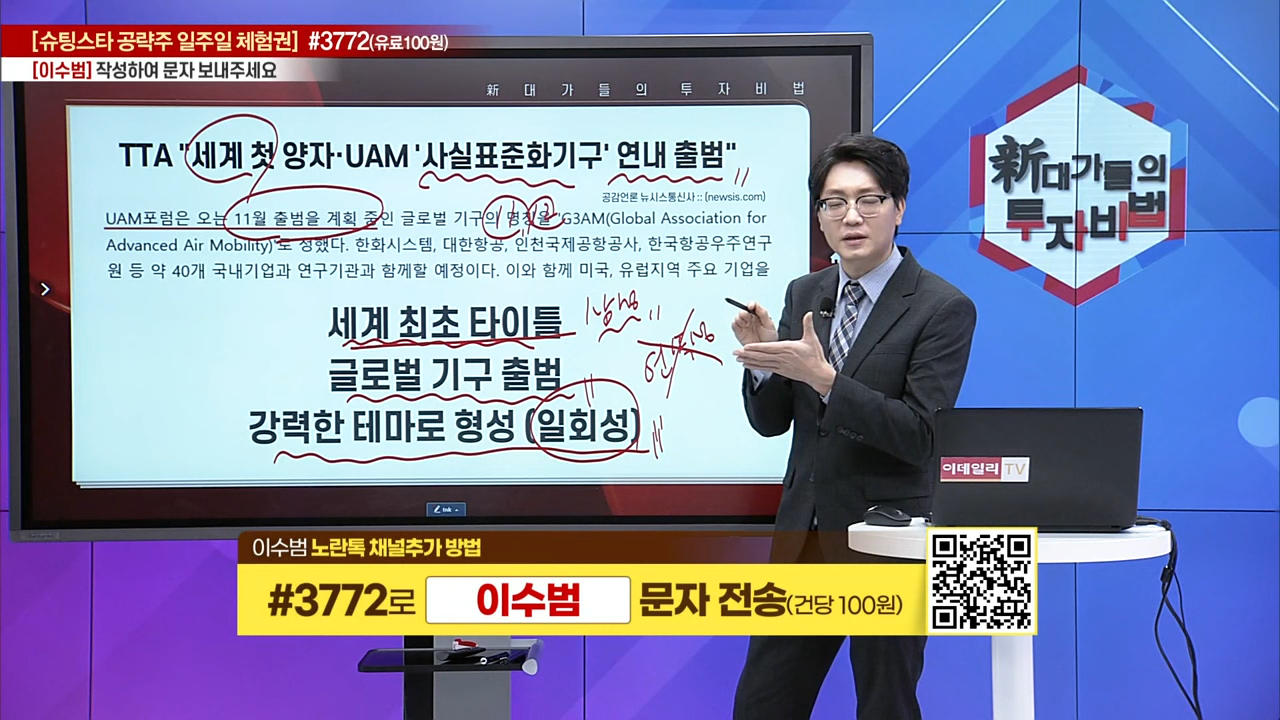 [슈팅스타 공략주 일주일 체험권] #3772(유료100원)
[이수범] 작성하여 문자 보내주세요
新 대 가 들 의 투 자 비 법
TTA "세계 첫 양자·UAM '사실표준화기구' 연내 출범"
공감언론 뉴시스통신사 :: (newsis.com)
UAM포럼은 오는 11월 출범을 계획 중인 글로벌 기구의 명칭을 'G3AM(Global Association for
Advanced Air Mobility)'로 정했다. 한화시스템, 대한항공, 인천국제공항공사, 한국항공우주연구
원 등 약 40개 국내기업과 연구기관과 함께할 예정이다. 이와 함께 미국, 유럽지역 주요 기업을
세계 최초 타이틀
글로벌 기구 출범
강력한 테마로 형성 (일회성)
1 2
Ink
新대가들의
투자비법
이데일리 TV
이수범 노란톡 채널추가 방법
#3772로 이수범 문자 전송(건당 100원)